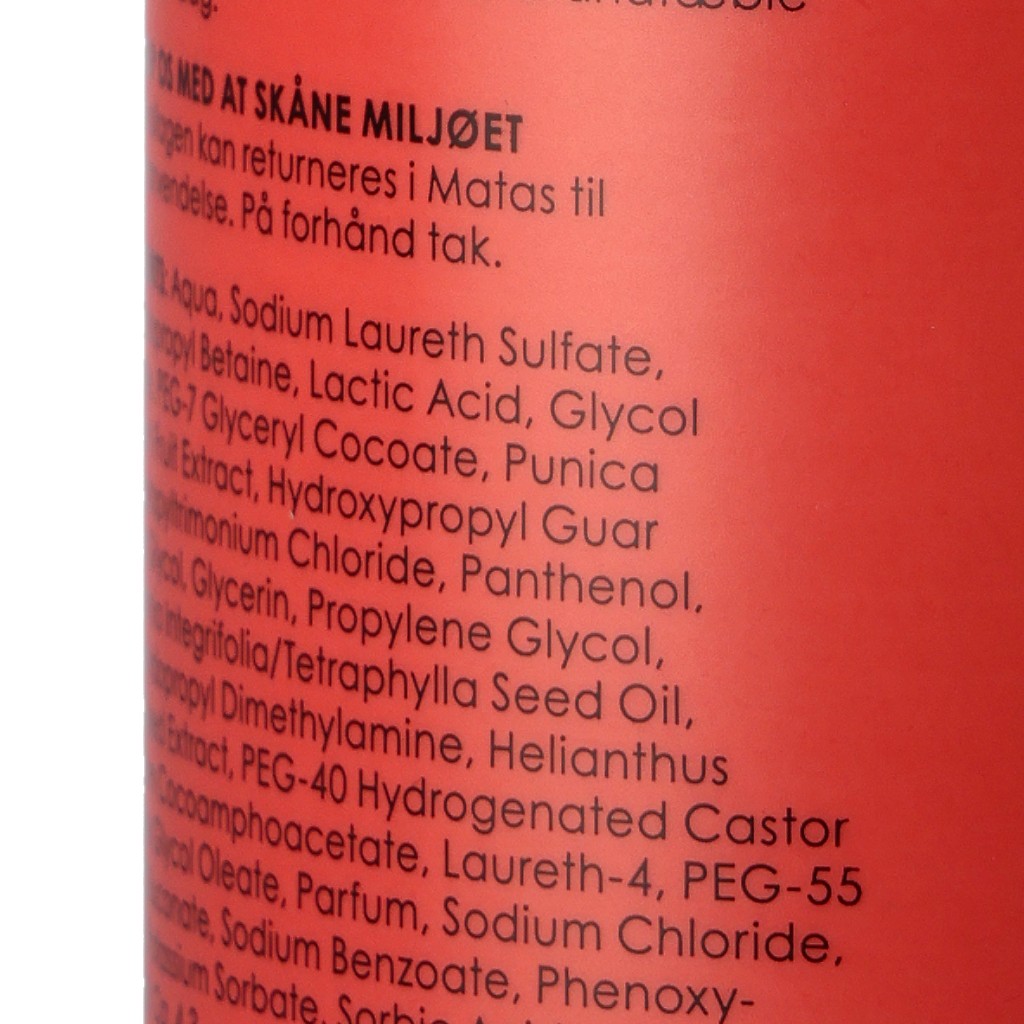 OS MED AT SKÅNE MILJØET
kan returneres i Matas til
På forhånd tak.
Aqua, Sodium Laureth Sulfate,
Betaine, Lactic Acid, Glycol
PEG-7 Glyceryl Cocoate, Punica
Fruit Extract, Hydroxypropyl Guar
Chloride, Panthenol,
Glycerin, Propylene Glycol,
Integrifolia/Tetraphylla Seed Oil,
Dimethylamine, Helianthus
Extract, PEG-40 Hydrogenated Castor
Cocoamphoacetate, Laureth-4, PEG-55
Glycol Oleate, Parfum, Sodium Chloride,
Sodium Benzoate, Phenoxy-
Sorbate,